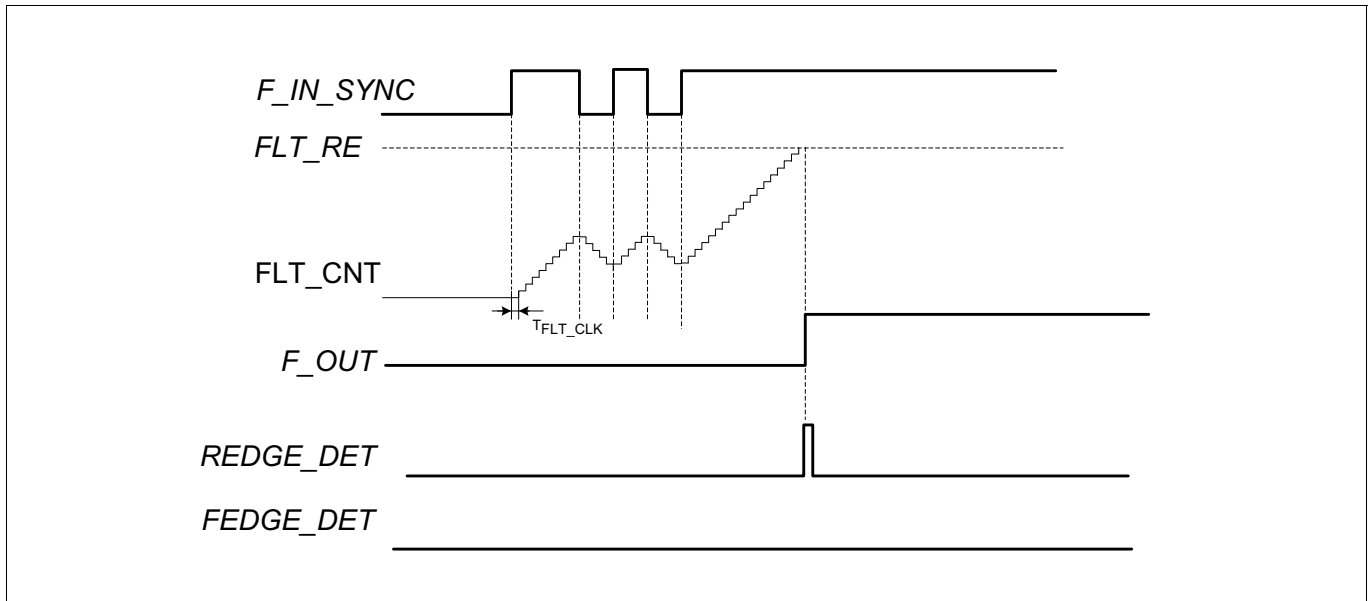 F_IN_SYNC
FLT_RE
FLT_CNT
TFLT_CLK
F_OUT
REDGE_DET
FEDGE_DET